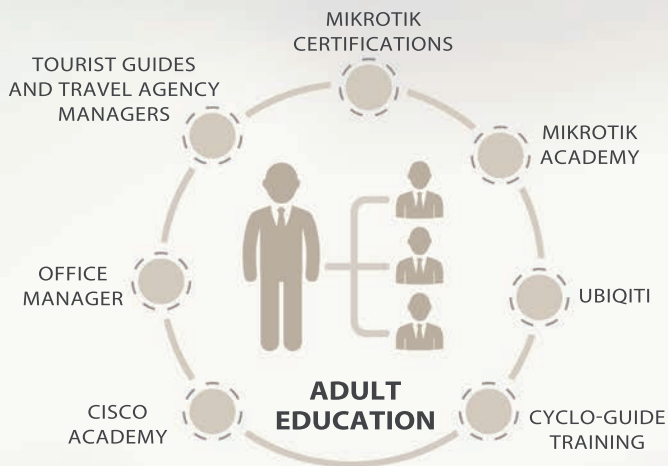 MIKROTIK
CERTIFICATIONS
TOURIST GUIDES
AND TRAVEL AGENCY
MANAGERS
MIKROTIK
ACADEMY
OFFICE
MANAGER
UBIQITI
CISCO
ACADEMY
ADULT
EDUCATION
CYCLO-GUIDE
TRAINING